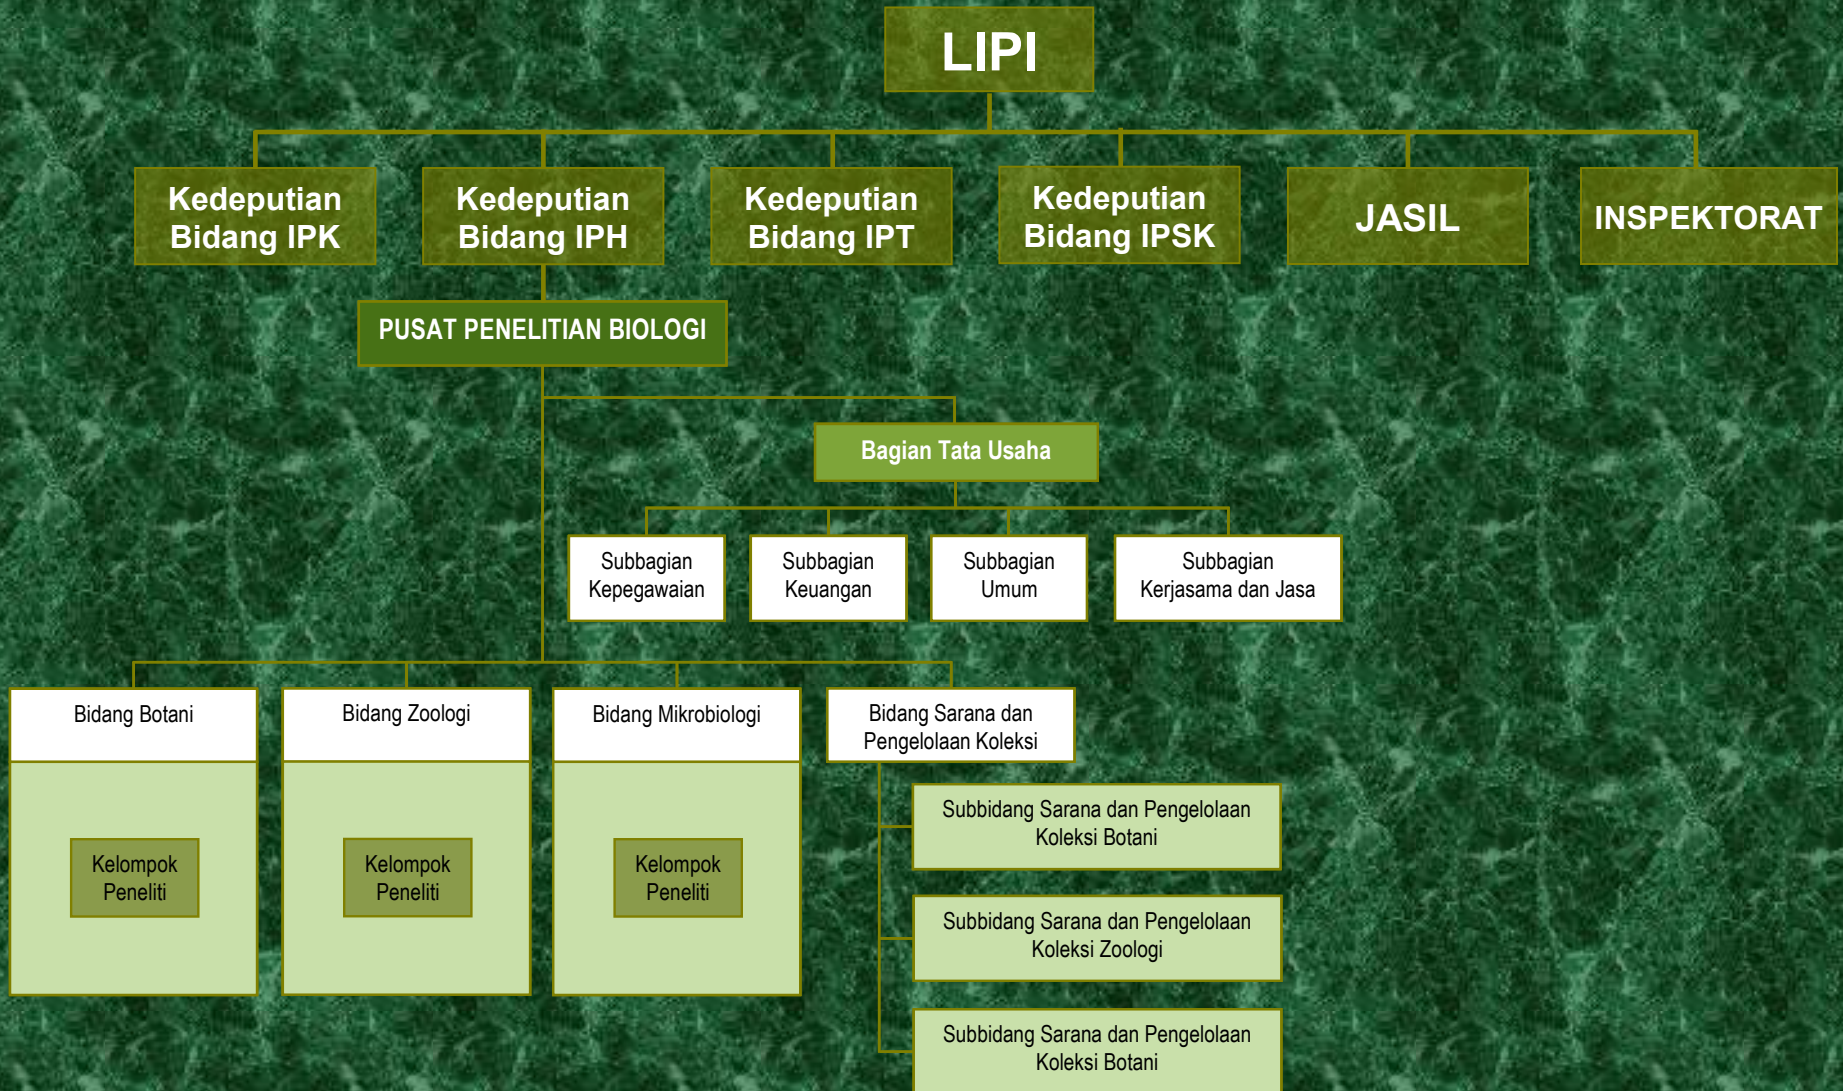 LIPI
Kedeputian
Bidang IPK
Kedeputian
Bidang IPH
Kedeputian
Bidang IPT
Kedeputian
Bidang IPSK
JASIL
INSPEKTORAT
PUSAT PENELITIAN BIOLOGI
Bagian Tata Usaha
Subbagian
Kepegawaian
Subbagian
Keuangan
Subbagian
Umum
Subbagian
Kerjasama dan Jasa
Bidang Botani
Bidang Zoologi
Bidang Mikrobiologi
Bidang Sarana dan
Pengelolaan Koleksi
Kelompok
Peneliti
Kelompok
Peneliti
Kelompok
Peneliti
Subbidang Sarana dan Pengelolaan
Koleksi Botani
Subbidang Sarana dan Pengelolaan
Koleksi Zoologi
Subbidang Sarana dan Pengelolaan
Koleksi Botani